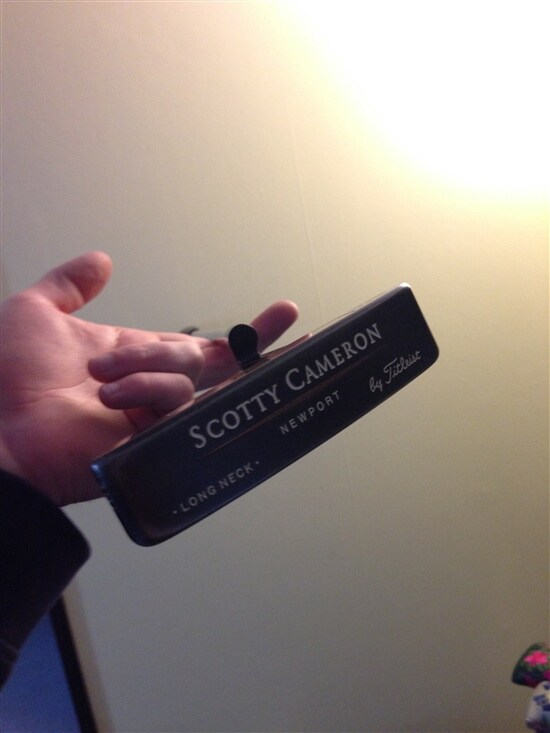 SCOTTY CAMERON
NEWPORT
by Titleist
• LONG NECK •